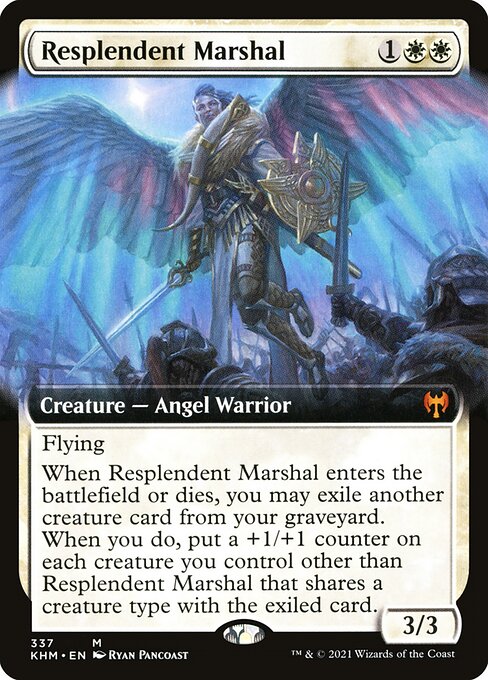 Resplendent Marshal 1
Creature — Angel Warrior
Flying
When Resplendent Marshal enters the
battlefield or dies, you may exile another
creature card from your graveyard.
When you do, put a +1/+1 counter on
each creature you control other than
Resplendent Marshal that shares a
creature type with the exiled card.
3/3
337 M
KHM • EN Ryan Pancoast
™ & © 2021 Wizards of the Coast